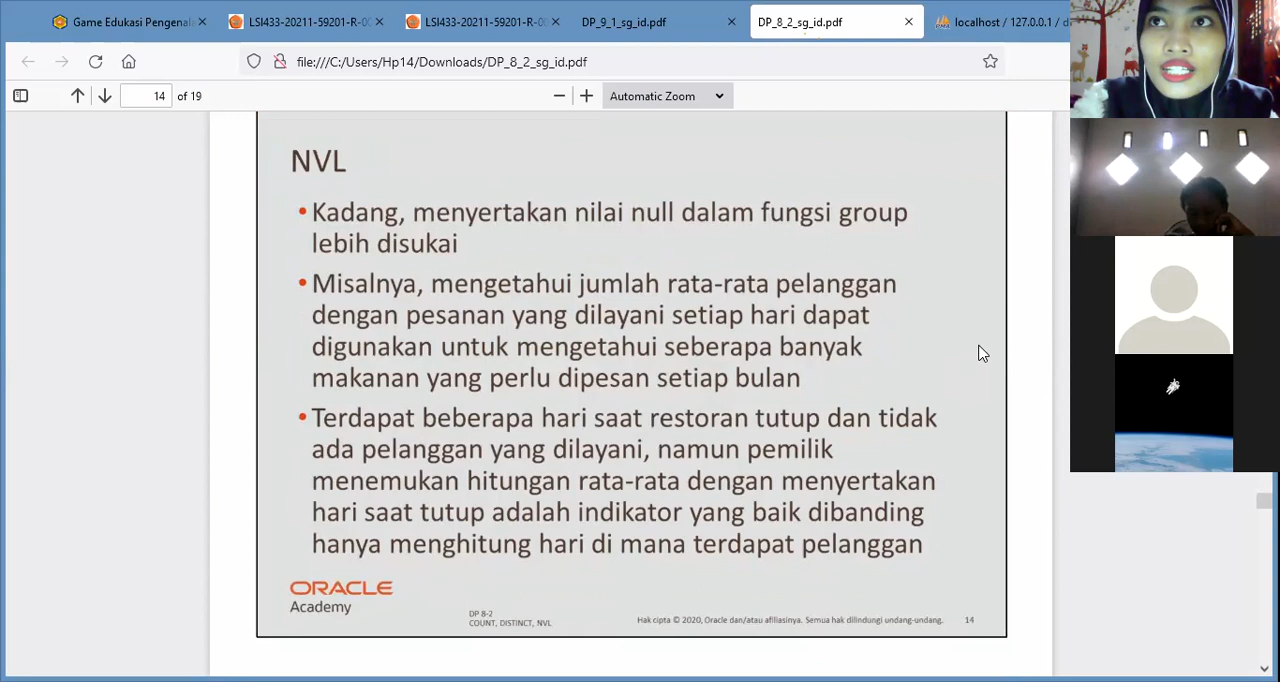 Game Edukasi Pengenal
LSI433-20211-59201-R-0
LSI433-20211-59201-R-0
DP_9_1_sg_id.pdf
DP_8_2_sg_id.pdf
localhost / 127.0.0.1 / d
file:///C:/Users/Hp14/Downloads/DP_8_2_sg_id.pdf
14 of 19
Automatic Zoom
NVL
•Kadang, menyertakan nilai null dalam fungsi group
lebih disukai
•Misalnya, mengetahui jumlah rata-rata pelanggan
dengan pesanan yang dilayani setiap hari dapat
digunakan untuk mengetahui seberapa banyak
makanan yang perlu dipesan setiap bulan
•Terdapat beberapa hari saat restoran tutup dan tidak
ada pelanggan yang dilayani, namun pemilik
menemukan hitungan rata-rata dengan menyertakan
hari saat tutup adalah indikator yang baik dibanding
hanya menghitung hari di mana terdapat pelanggan
ORACLE
Academy
DP 8-2
COUNT, DISTINCT, NVL
Hak cipta © 2020, Oracle dan/atau afiliasinya. Semua hak dilindungi undang-undang.
14